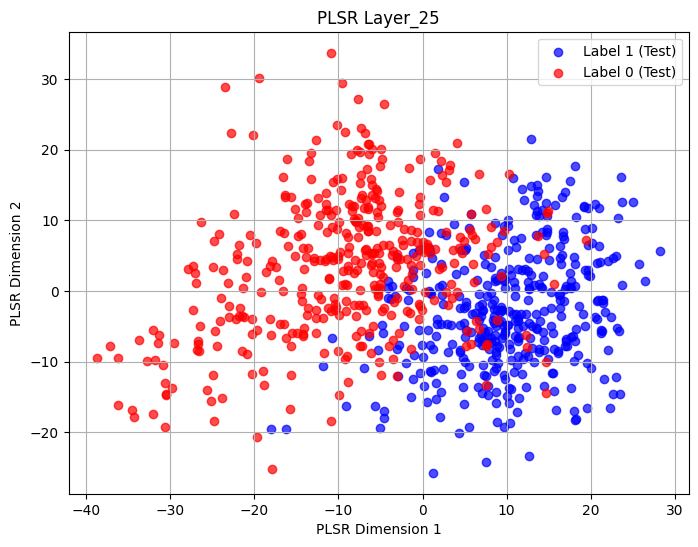 PLSR Layer_25
Label 1 (Test)
Label 0 (Test)
PLSR Dimension 2
30
20
10
0
−10
−20
−40
−30
−20
−10
0
10
20
30
PLSR Dimension 1